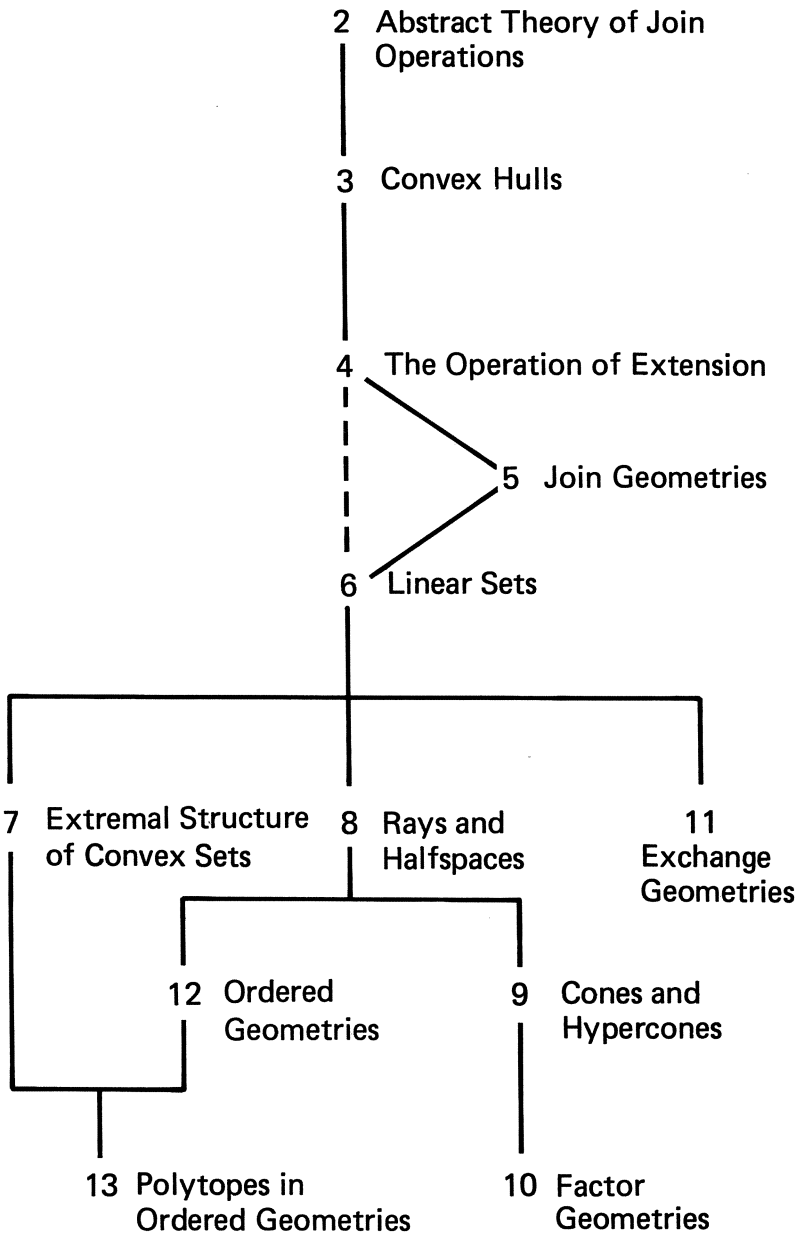 2 Abstract Theory of Join
Operations
3 Convex Hulls
4 The Operation of Extension
5 Join Geometries
6 Linear Sets
7 Extremal Structure
of Convex Sets
8 Rays and
Halfspaces
11
Exchange
Geometries
12 Ordered
Geometries
9 Cones and
Hypercones
13 Polytopes in
Ordered Geometries
10 Factor
Geometries